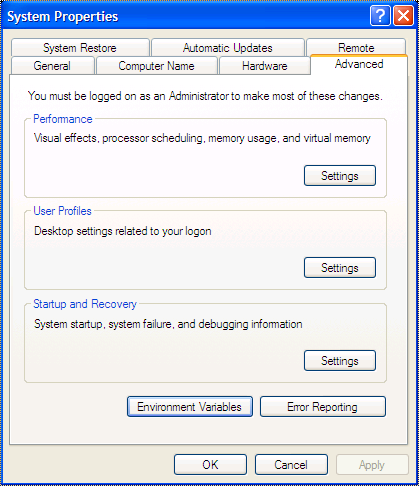 System Properties
System Restore
Automatic Updates
Remote
General
Computer Name
Hardware
Advanced
You must be logged on as an Administrator to make most of these changes.
Performance
Visual effects, processor scheduling, memory usage, and virtual memory
Settings
User Profiles
Desktop settings related to your logon
Settings
Startup and Recovery
System startup, system failure, and debugging information
Settings
Environment Variables
Error Reporting
OK
Cancel
Apply